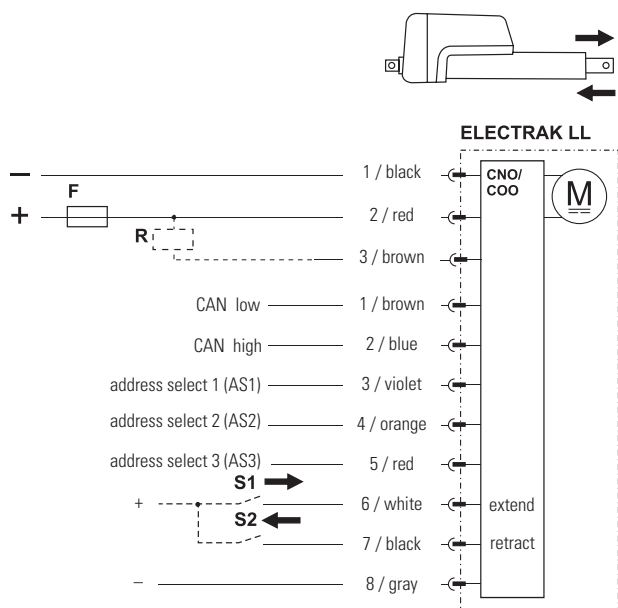 ELECTRAK LL
− 1 / black CNO/
COO M
F
+ 2 / red
R
3 / brown
CAN low 1 / brown
CAN high 2 / blue
address select 1 (AS1) 3 / violet
address select 2 (AS2) 4 / orange
address select 3 (AS3) 5 / red
S1
+ 6 / white extend
S2
7 / black retract
− 8 / gray